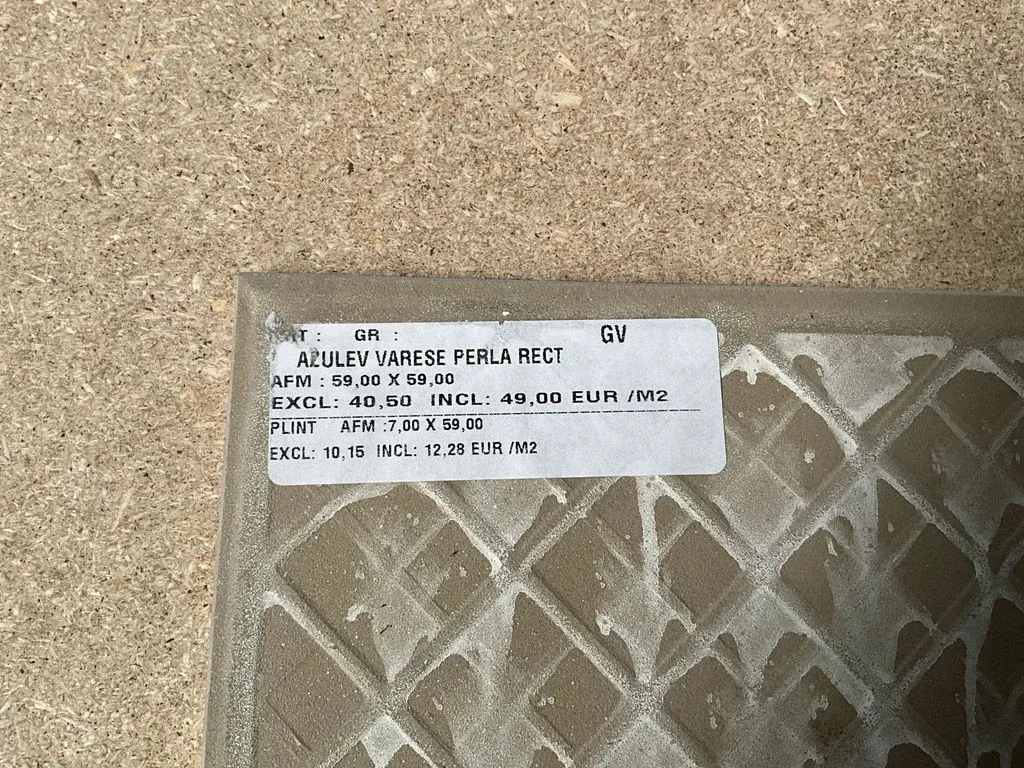 GR : GV
AZULEV VARESE PERLA RECT
AFM : 59,00 X 59,00
EXCL: 40,50 INCL: 49,00 EUR /M2
PLINT AFM :7,00 X 59,00
EXCL: 10,15 INCL: 12,28 EUR /M2